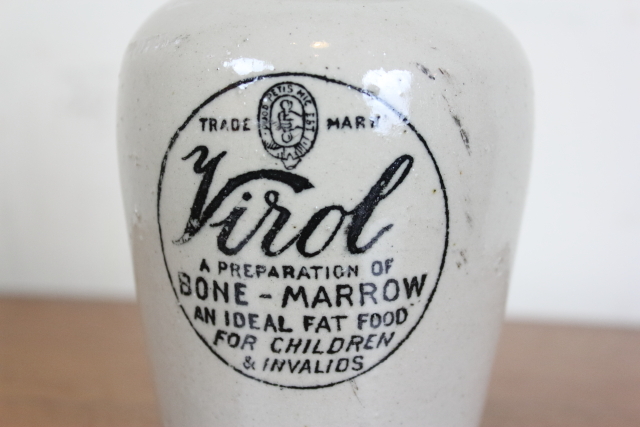 TRADE MARK
Virol
A PREPARATION OF
BONE - MARROW
AN IDEAL FAT FOOD
FOR CHILDREN
& INVALIDS